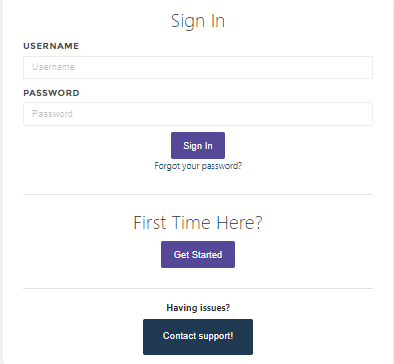 Sign In
USERNAME
Username
PASSWORD
Password
Sign In
Forgot your password?
First Time Here?
Get Started
Having issues?
Contact support!